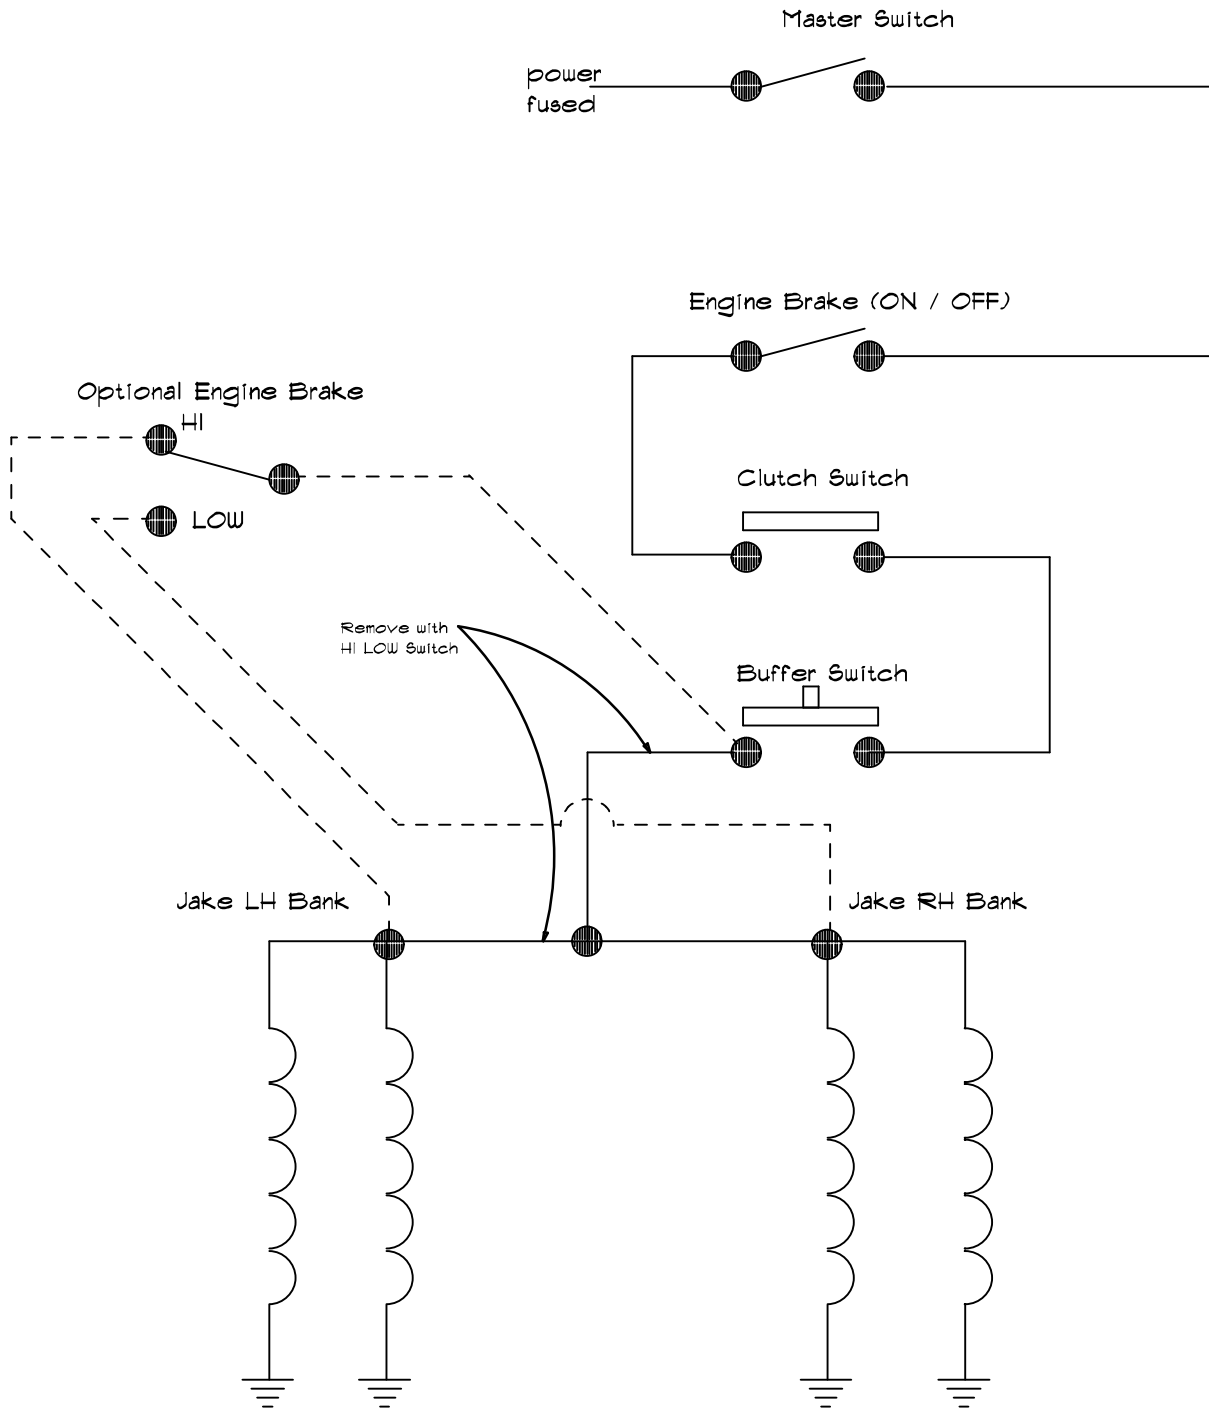 Master Switch
power
fused
Engine Brake (ON / OFF)
Optional Engine Brake
HI
Clutch Switch
LOW
Remove with
HI LOW Switch
Buffer Switch
Jake LH Bank
Jake RH Bank